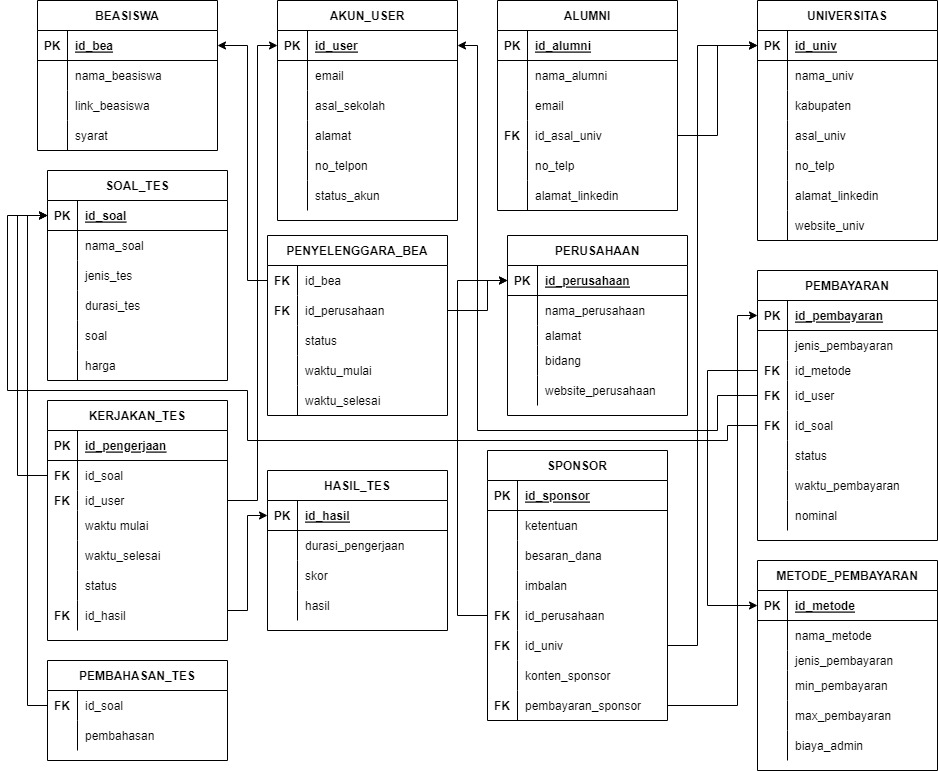 BEASISWA
PK id_bea
nama_beasiswa
link_beasiswa
syarat
AKUN_USER
PK id_user
email
asal_sekolah
alamat
no_telpon
status_akun
ALUMNI
PK id_alumni
nama_alumni
email
FK id_asal_univ
no_telp
alamat_linkedin
UNIVERSITAS
PK id_univ
nama_univ
kabupaten
asal_univ
no_telp
alamat_linkedin
website_univ
SOAL_TES
PK id_soal
nama_soal
jenis_tes
durasi_tes
soal
harga
PENYELENGGARA_BEA
FK id_bea
FK id_perusahaan
status
waktu_mulai
waktu_selesai
PERUSAHAAN
PK id_perusahaan
nama_perusahaan
alamat
bidang
website_perusahaan
PEMBAYARAN
PK id_pembayaran
jenis_pembayaran
FK id_metode
FK id_user
FK id_soal
status
waktu_pembayaran
nominal
KERJAKAN_TES
PK id_pengerjaan
FK id_soal
FK id_user
waktu mulai
waktu_selesai
status
FK id_hasil
HASIL_TES
PK id_hasil
durasi_pengerjaan
skor
hasil
SPONSOR
PK id_sponsor
ketentuan
besaran_dana
imbalan
FK id_perusahaan
FK id_univ
konten_sponsor
FK pembayaran_sponsor
METODE_PEMBAYARAN
PK id_metode
nama_metode
jenis_pembayaran
min_pembayaran
max_pembayaran
biaya_admin
PEMBAHASAN_TES
FK id_soal
pembahasan